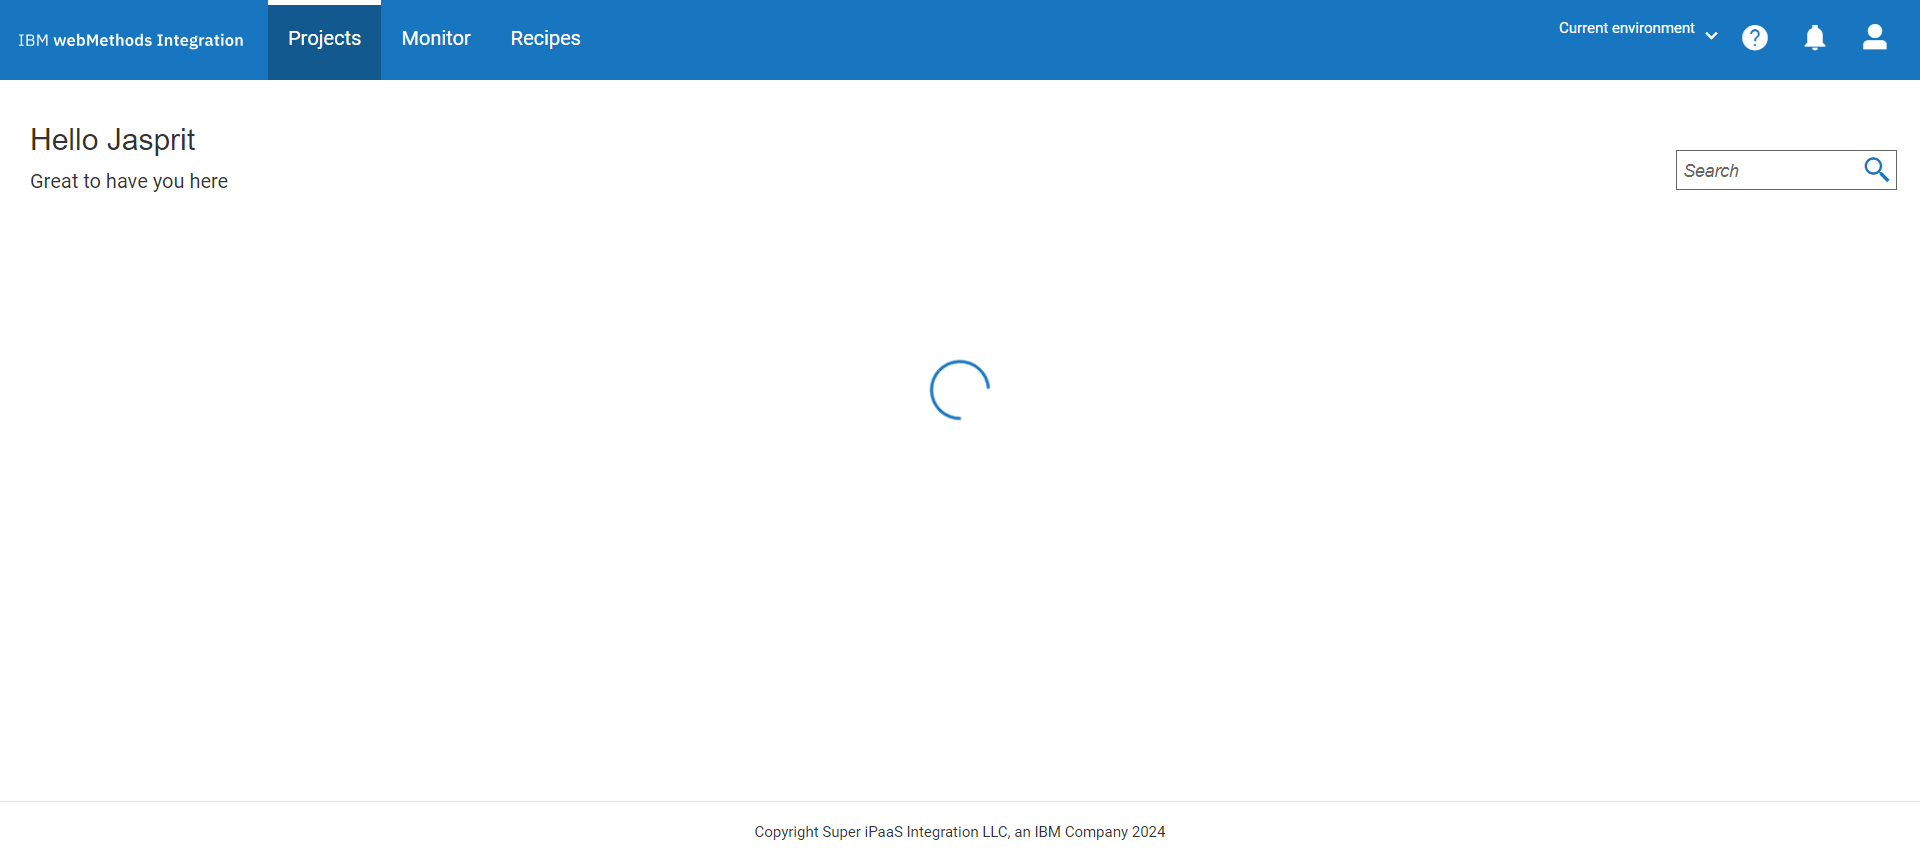 IBM webMethods Integration
Projects
Monitor
Recipes
Current environment
Hello Jasprit
Great to have you here
Search
Copyright Super iPaaS Integration LLC, an IBM Company 2024